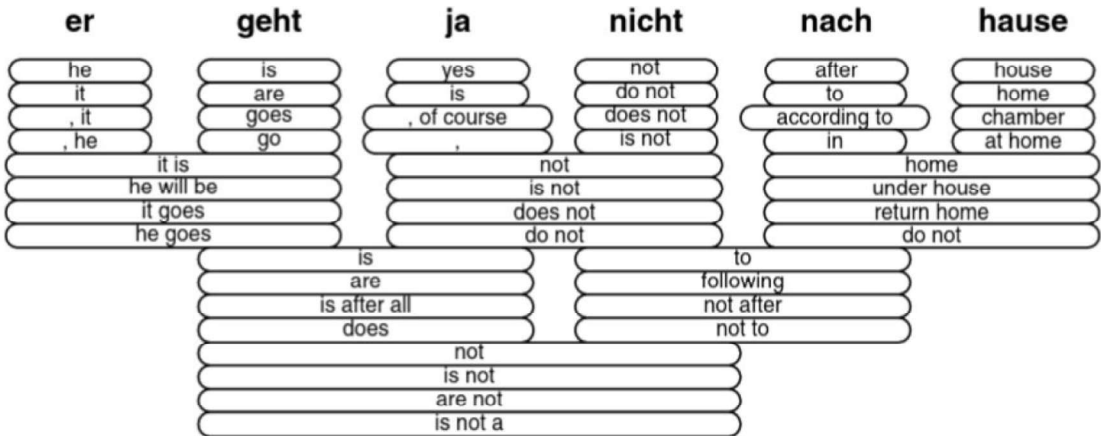 er geht ja nicht nach hause
he is yes not after house
it are is do not to home
, it goes , of course does not according to chamber
, he go , is not in at home
it is not home
he will be is not under house
it goes does not return home
he goes do not do not
is to
are following
is after all not after
does not to
not
is not
are not
is not a